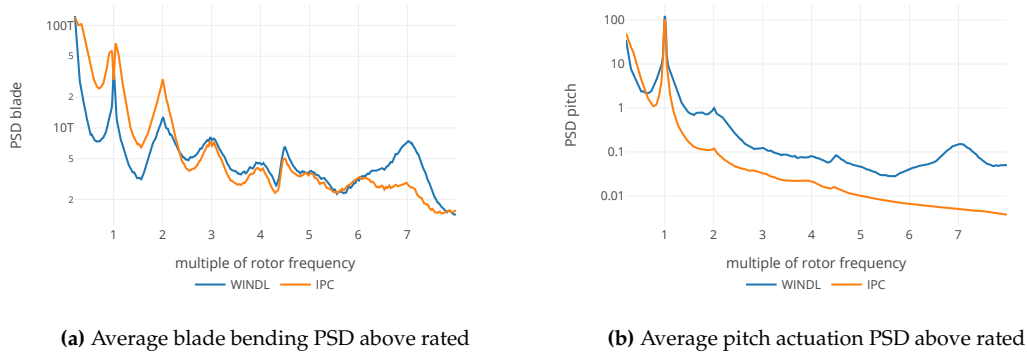 100T
5
2
10T
5
2
PSD blade
1 2 3 4 5 6 7
multiple of rotor frequency
WINDL IPC
(a) Average blade bending PSD above rated
100
10
1
0.1
0.01
PSD pitch
1 2 3 4 5 6 7
multiple of rotor frequency
WINDL IPC
(b) Average pitch actuation PSD above rated